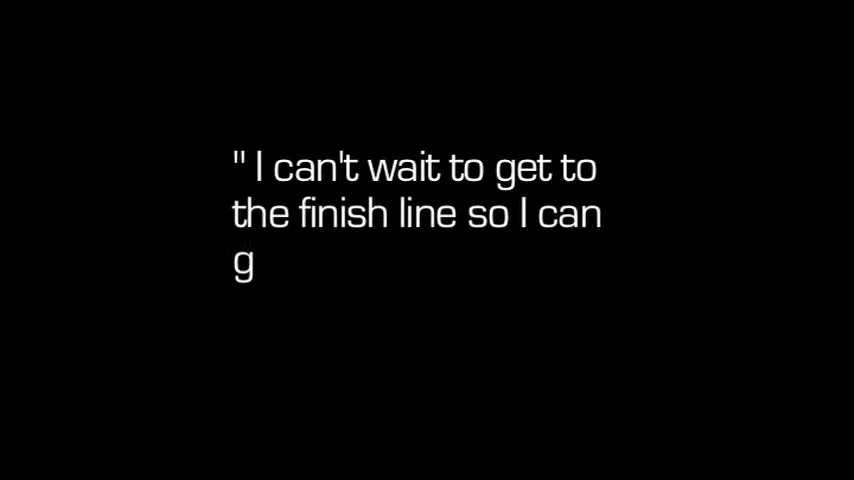 " I can't wait to get to
the finish line so I can
g